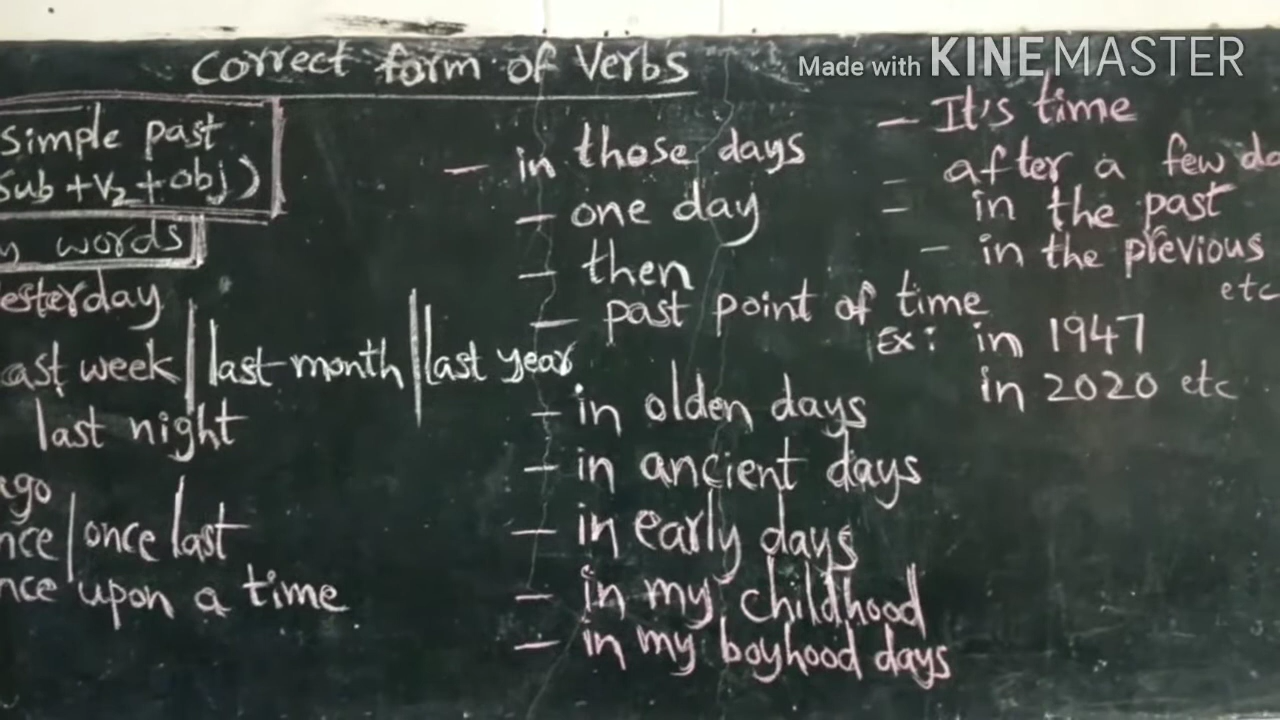 Correct form of Verbs
Made with KINEMASTER
Simple past
Sub + V2 + obj)
y words
esterday
ast week | last month | last year
last night
ago
nce | once last
nce upon a time
- in those days
- one day
- then
- past point of time
Ex: in 1947
in 2020 etc
- in olden days
- in ancient days
- in early days
- in my childhood
- in my boyhood days
- It's time
- after a few da
- in the past
- in the previous
etc